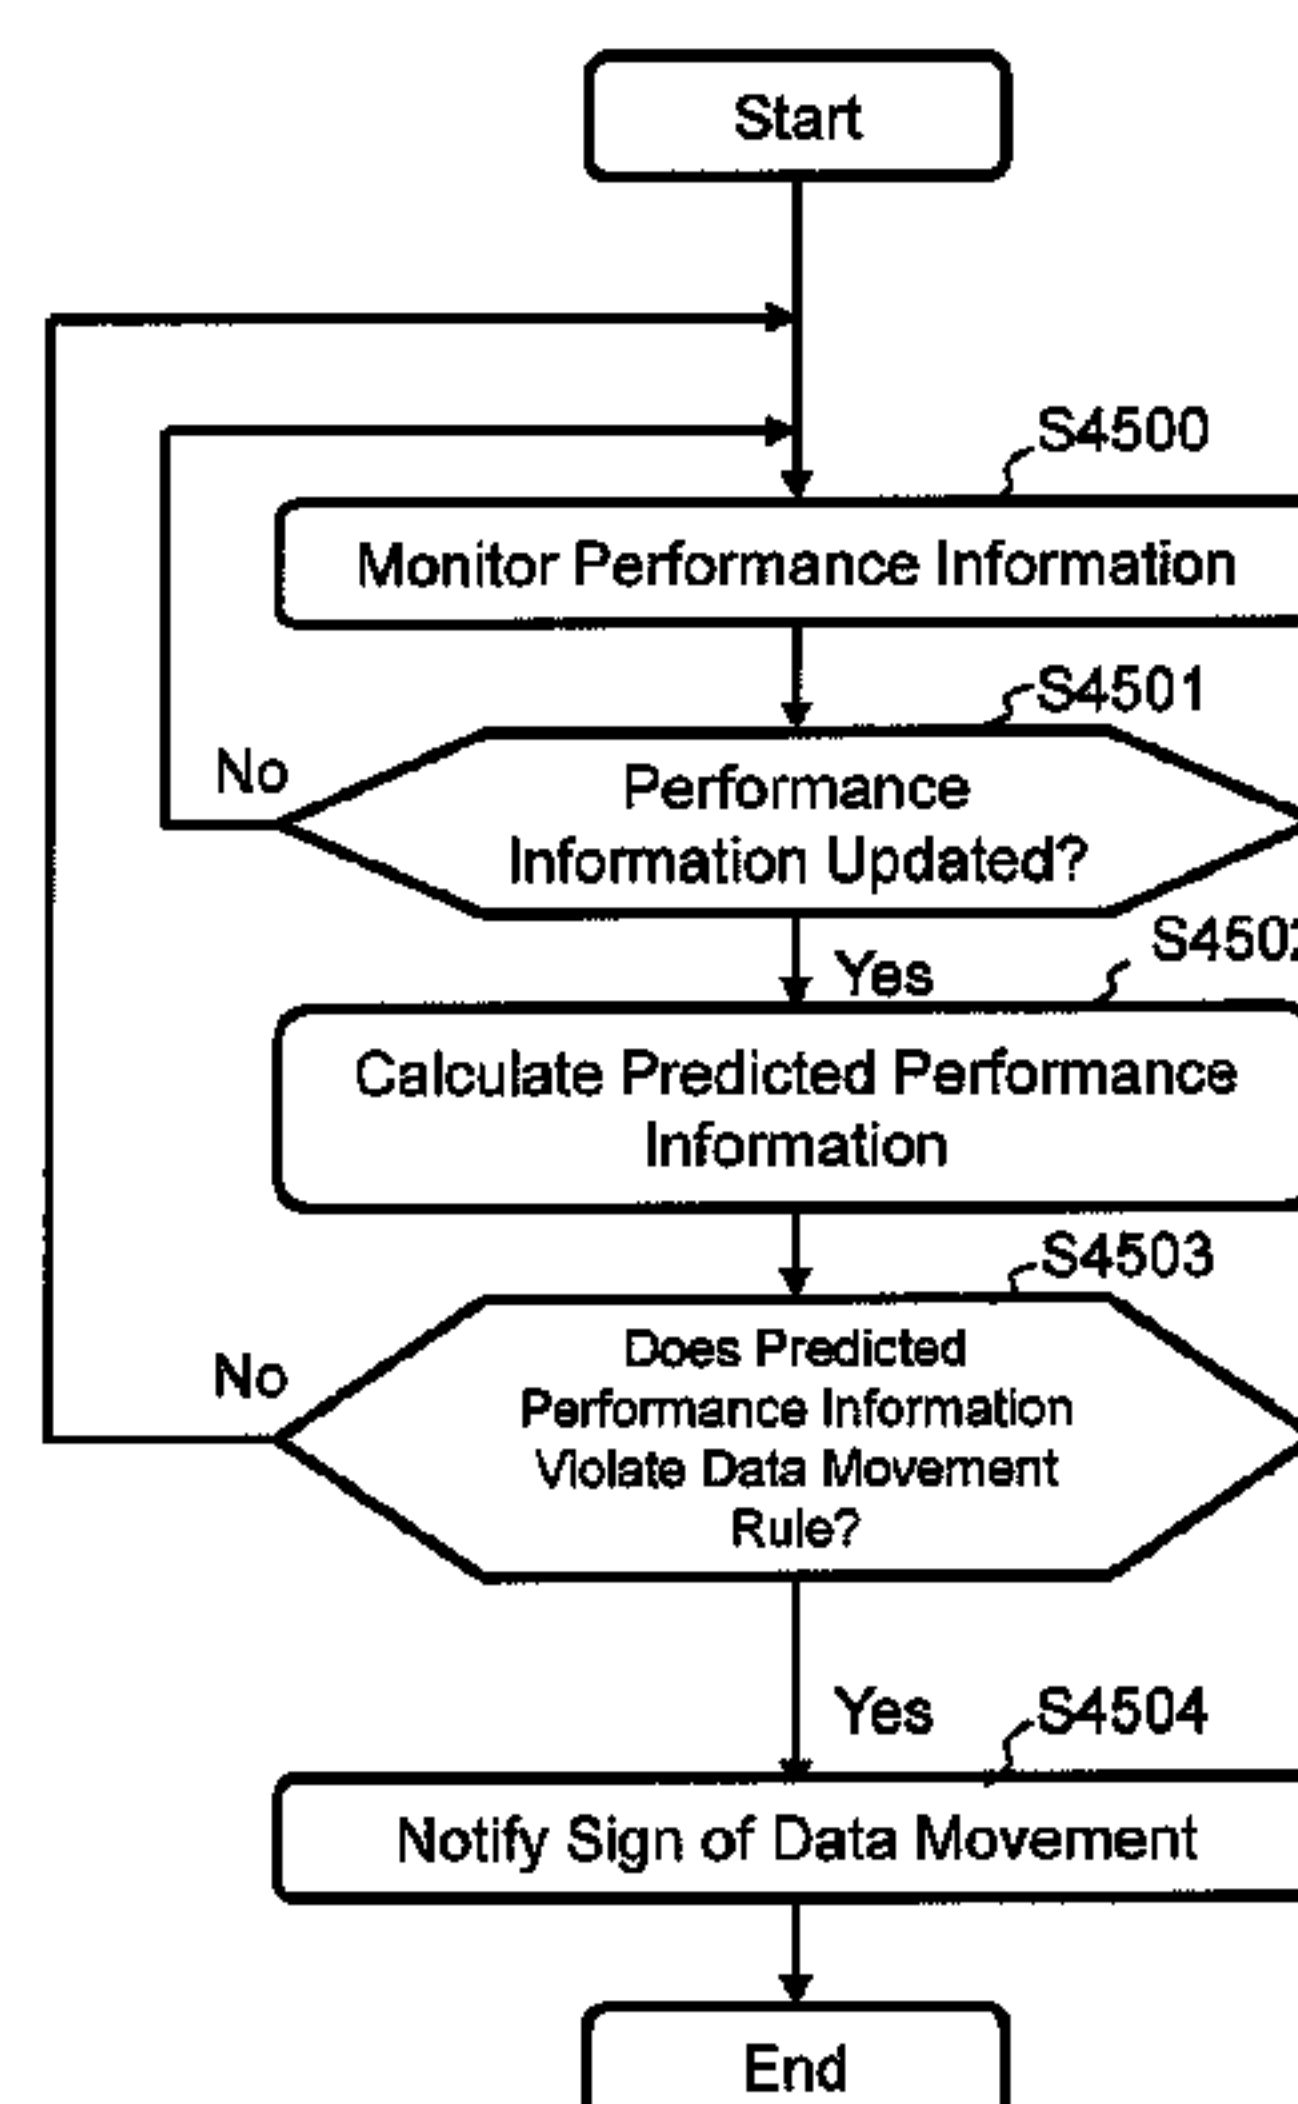 Start
S4500
Monitor Performance Information
S4501
No
Performance
Information Updated?
Yes
S4502
Calculate Predicted Performance
Information
S4503
No
Does Predicted
Performance Information
Violate Data Movement
Rule?
Yes
S4504
Notify Sign of Data Movement
End